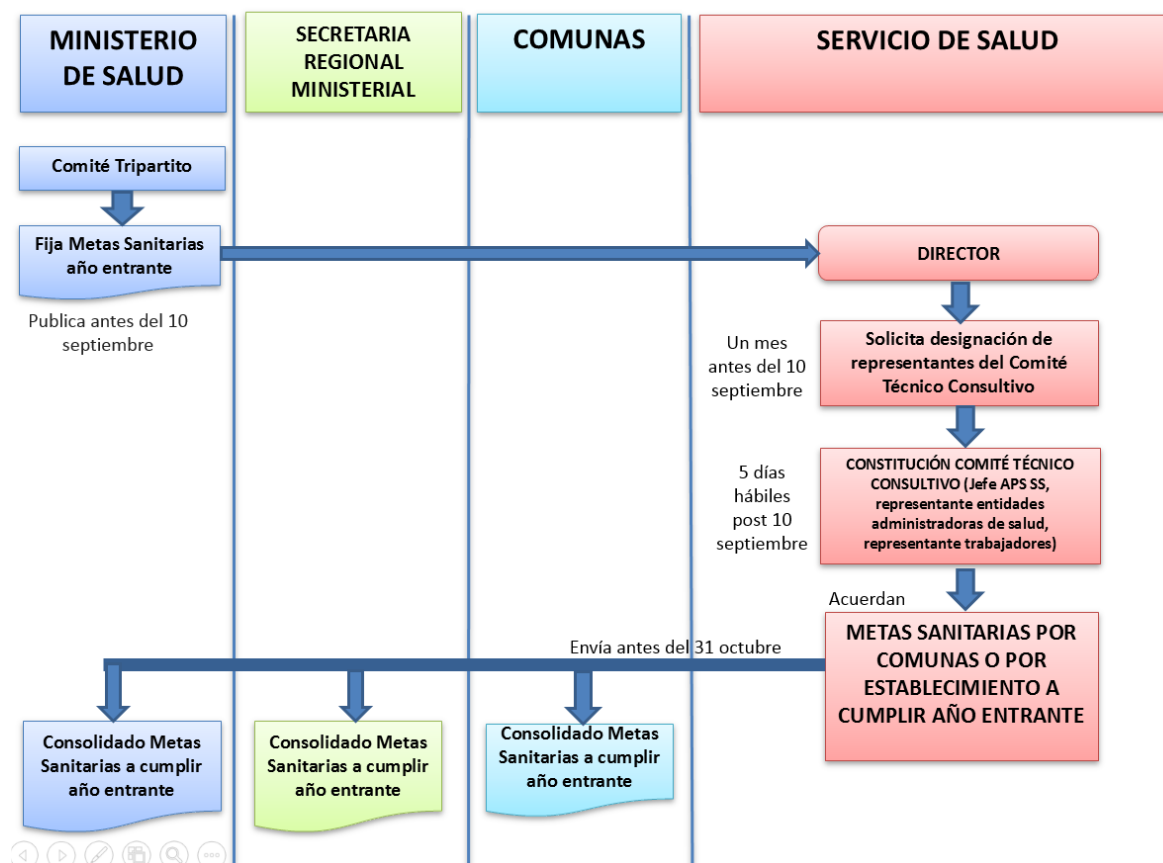 MINISTERIO
DE SALUD
SECRETARIA
REGIONAL
MINISTERIAL
COMUNAS
SERVICIO DE SALUD
Comité Tripartito
Fija Metas Sanitarias
año entrante
Publica antes del 10
septiembre
DIRECTOR
Un mes
antes del 10
septiembre
Solicita designación de
representantes del Comité
Técnico Consultivo
5 días
hábiles
post 10
septiembre
CONSTITUCIÓN COMITÉ TÉCNICO
CONSULTIVO (Jefe APS SS,
representante entidades
administradoras de salud,
representante trabajadores)
Acuerdan
METAS SANITARIAS POR
COMUNAS O POR
ESTABLECIMIENTO A
CUMPLIR AÑO ENTRANTE
Envía antes del 31 octubre
Consolidado Metas
Sanitarias a cumplir
año entrante
Consolidado Metas
Sanitarias a cumplir
año entrante
Consolidado Metas
Sanitarias a cumplir
año entrante